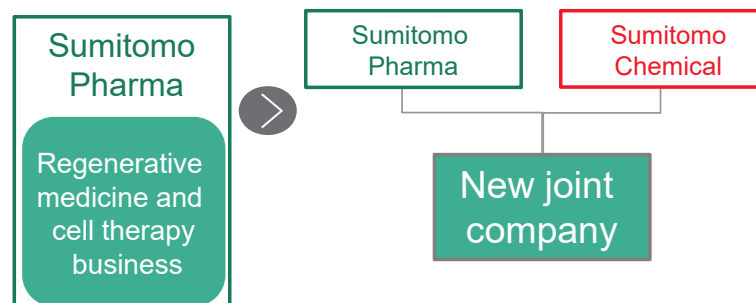 Sumitomo
Pharma
Regenerative
medicine and
cell therapy
business
Sumitomo
Pharma
Sumitomo
Chemical
New joint
company